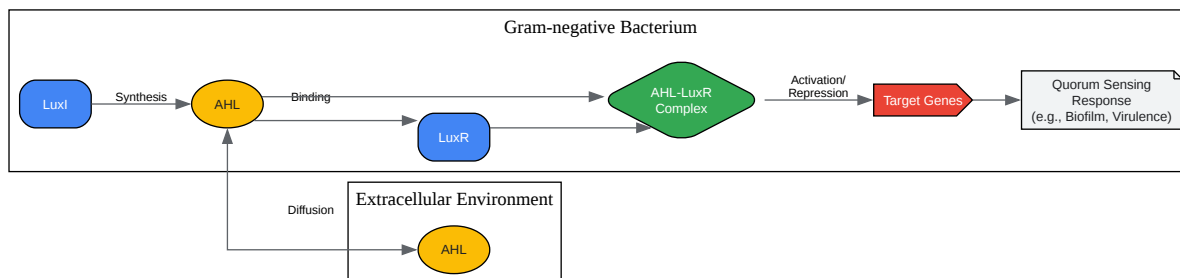 Gram-negative Bacterium
LuxI
Synthesis
AHL
Binding
LuxR
AHL-LuxR
Complex
Activation/
Repression
Target Genes
Quorum Sensing
Response
(e.g., Biofilm, Virulence)
Diffusion
Extracellular Environment
AHL